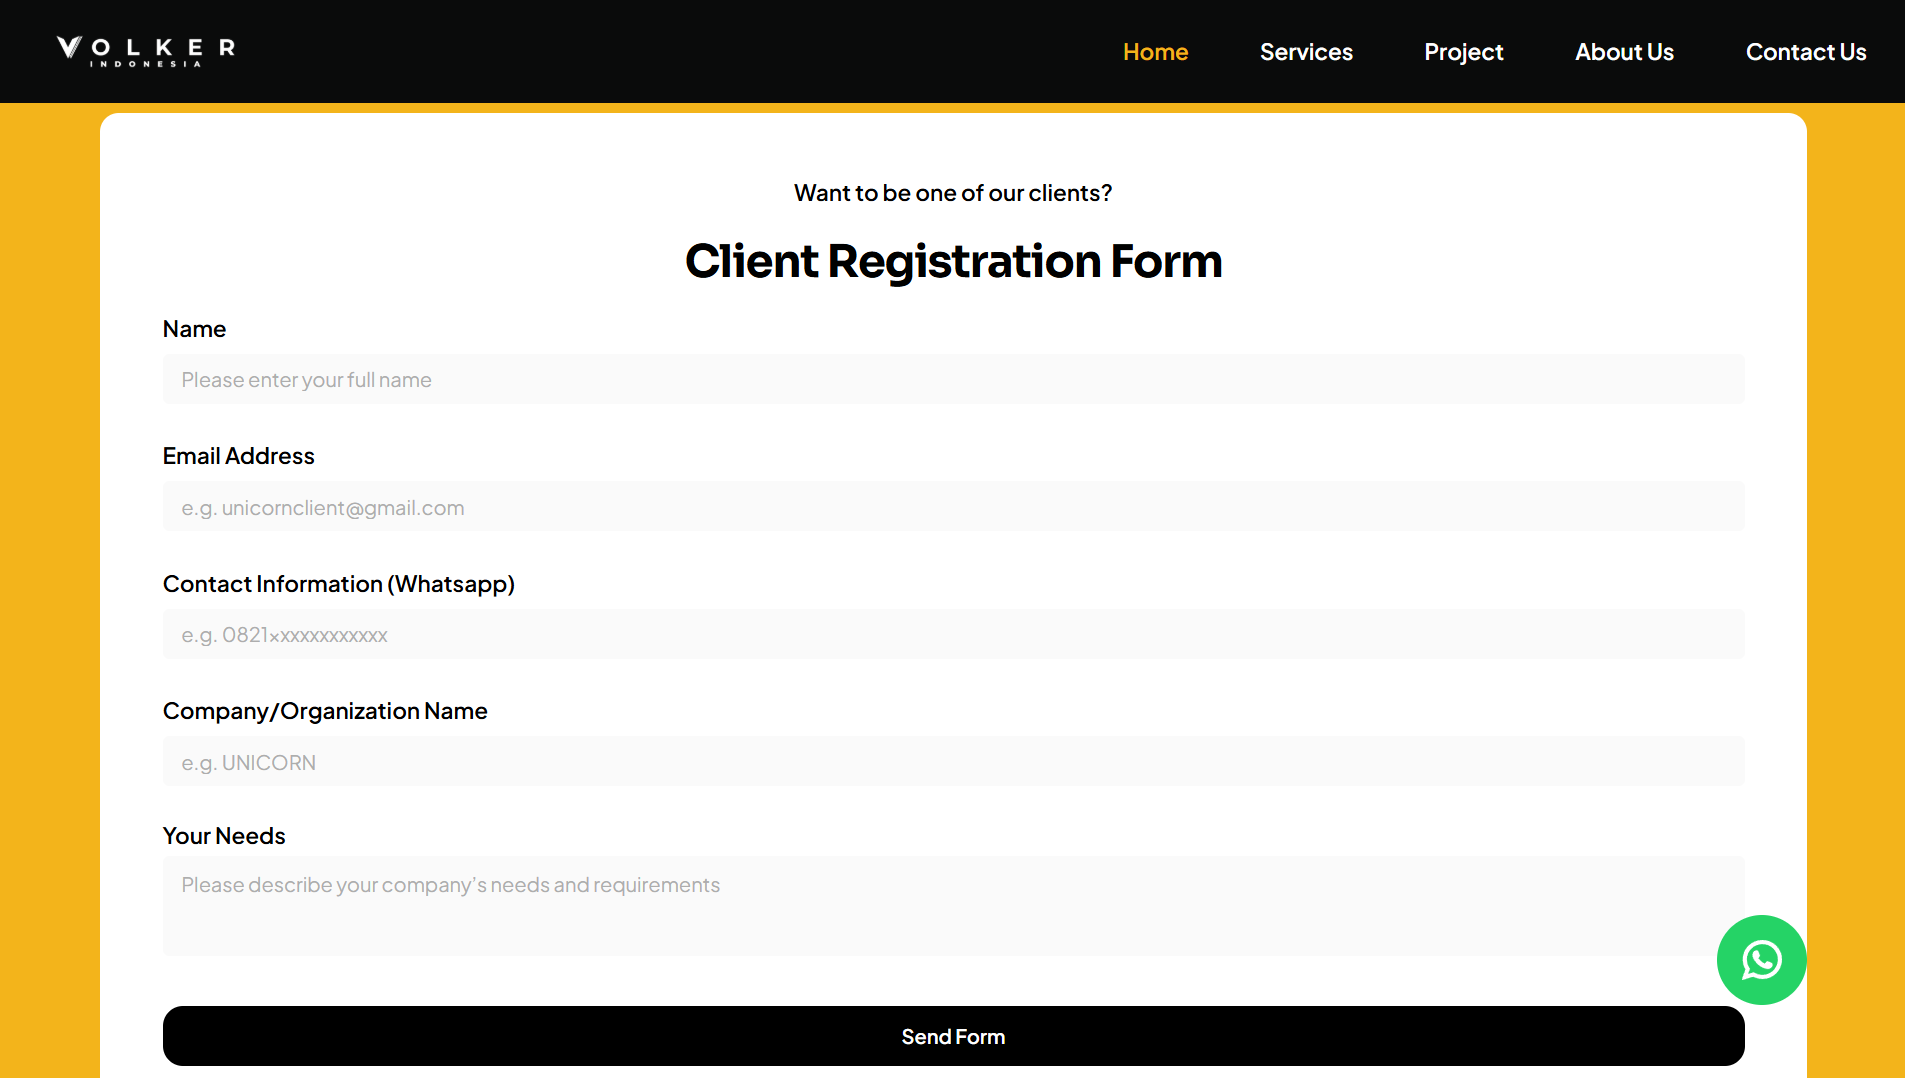 VOLKER
INDONESIA
Home
Services
Project
About Us
Contact Us
Want to be one of our clients?
Client Registration Form
Name
Please enter your full name
Email Address
e.g. unicornclient@gmail.com
Contact Information (Whatsapp)
e.g. 0821xxxxxxxxxxxx
Company/Organization Name
e.g. UNICORN
Your Needs
Please describe your company's needs and requirements
Send Form